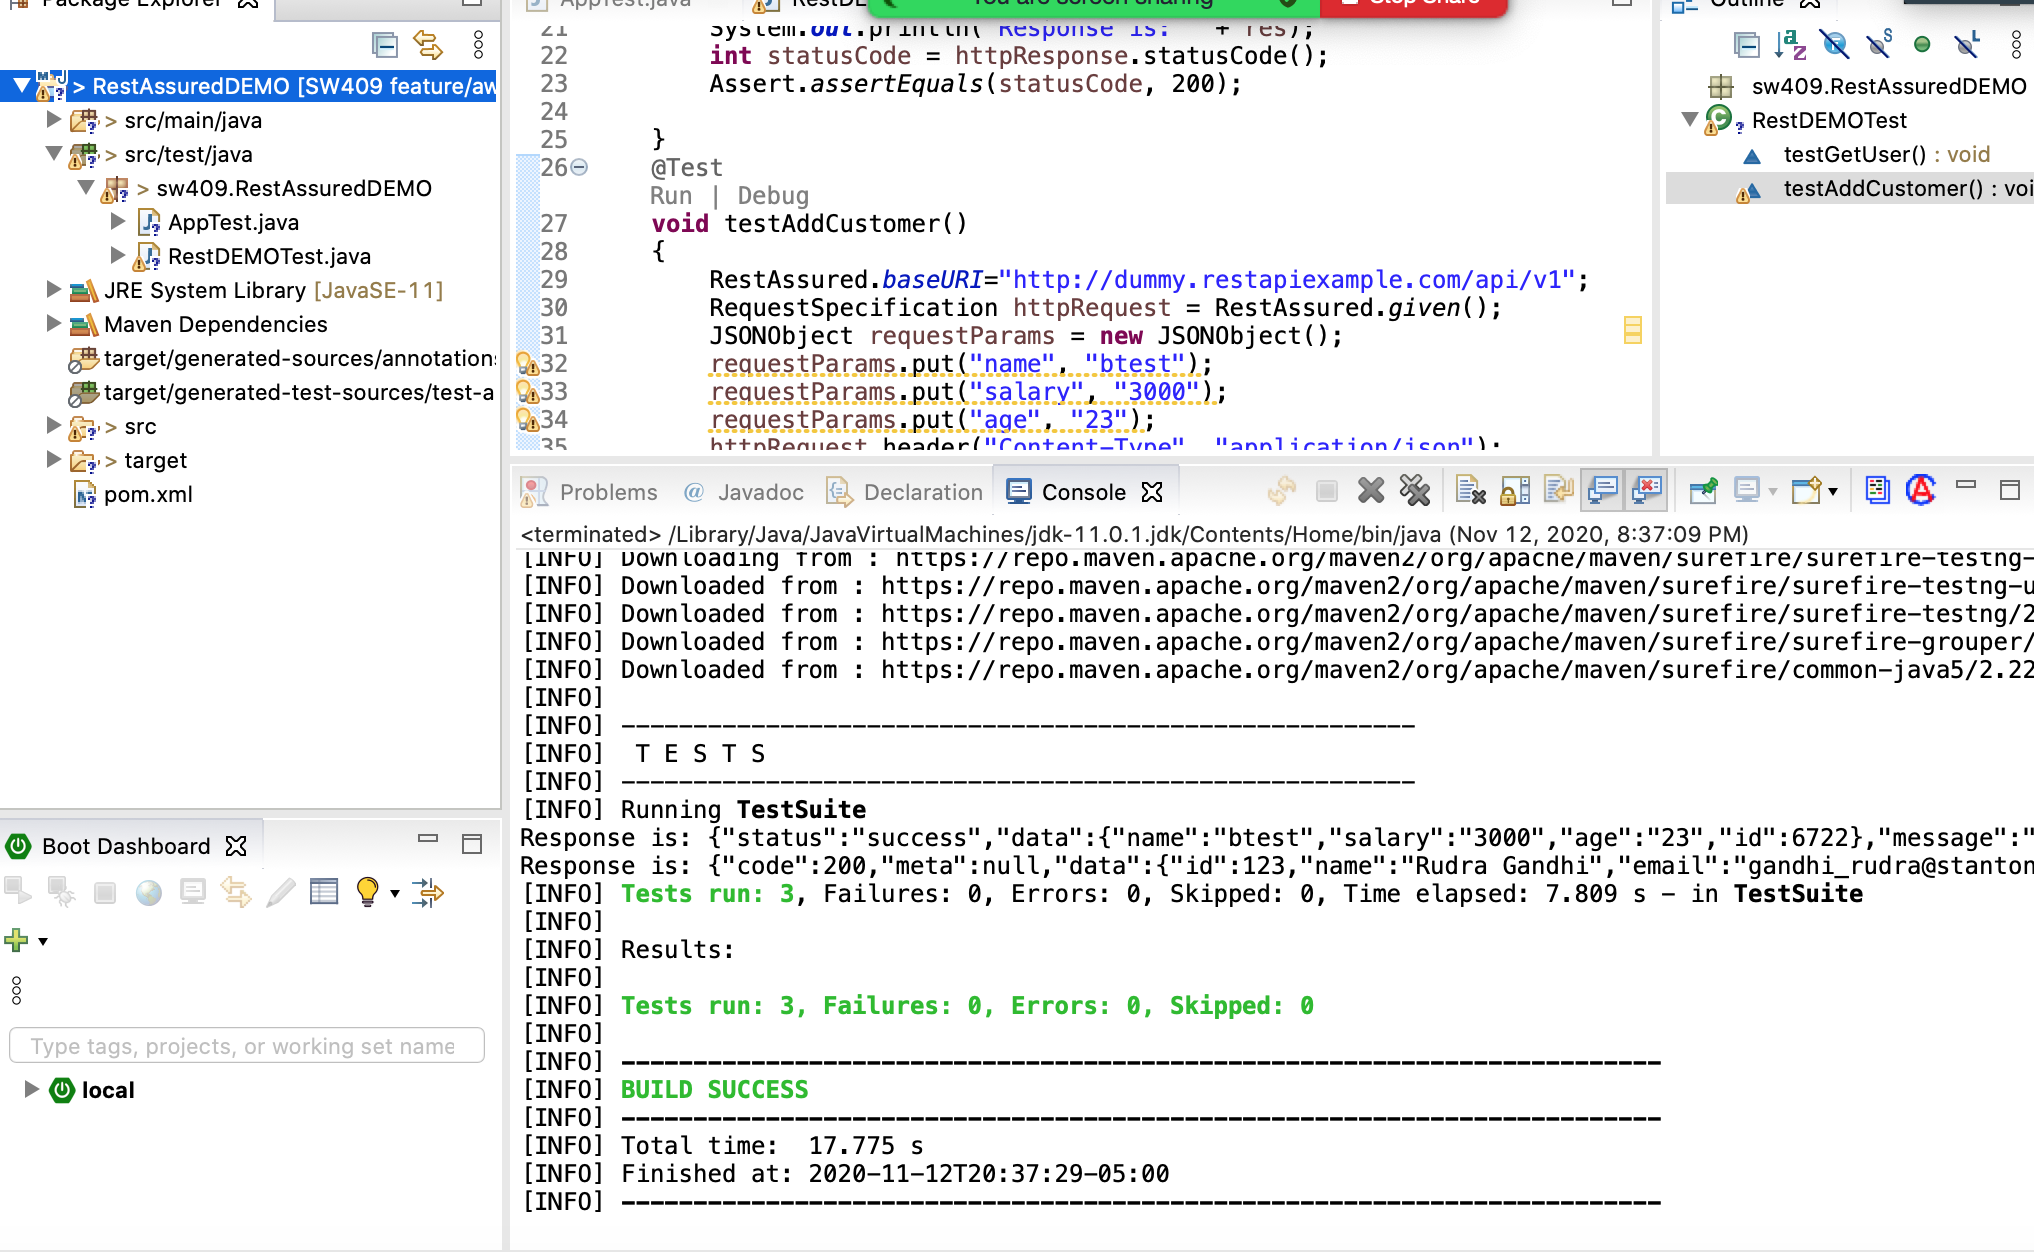 Package Explorer
> RestAssuredDEMO [SW409 feature/aw
> src/main/java
> src/test/java
> sw409.RestAssuredDEMO
AppTest.java
RestDEMOTest.java
JRE System Library [JavaSE-11]
Maven Dependencies
target/generated-sources/annotations
target/generated-test-sources/test-a
> src
> target
pom.xml
Boot Dashboard
Type tags, projects, or working set name
local
AppTest.java
RestDE
You are screen sharing
Stop Share
21 System.out.println("Response is: " + res);
22 int statusCode = httpResponse.statusCode();
23 Assert.assertEquals(statusCode, 200);
24
25 }
26 @Test
Run | Debug
27 void testAddCustomer()
28 {
29 RestAssured.baseURI="http://dummy.restapiexample.com/api/v1";
30 RequestSpecification httpRequest = RestAssured.given();
31 JSONObject requestParams = new JSONObject();
32 requestParams.put("name", "btest");
33 requestParams.put("salary", "3000");
34 requestParams.put("age", "23");
35 httpRequest.header("Content-Type", "application/json");
Outline
sw409.RestAssuredDEMO
RestDEMOTest
testGetUser() : void
testAddCustomer() : voi
Problems @ Javadoc Declaration Console
<terminated> /Library/Java/JavaVirtualMachines/jdk-11.0.1.jdk/Contents/Home/bin/java (Nov 12, 2020, 8:37:09 PM)
[INFO] Downloading from : https://repo.maven.apache.org/maven2/org/apache/maven/surefire/surefire-testng-
[INFO] Downloaded from : https://repo.maven.apache.org/maven2/org/apache/maven/surefire/surefire-testng-u
[INFO] Downloaded from : https://repo.maven.apache.org/maven2/org/apache/maven/surefire/surefire-testng/2
[INFO] Downloaded from : https://repo.maven.apache.org/maven2/org/apache/maven/surefire/surefire-grouper/
[INFO] Downloaded from : https://repo.maven.apache.org/maven2/org/apache/maven/surefire/common-java5/2.22
[INFO]
[INFO] -------------------------------------------------------
[INFO]  T E S T S
[INFO] -------------------------------------------------------
[INFO] Running TestSuite
Response is: {"status":"success","data":{"name":"btest","salary":"3000","age":"23","id":6722},"message":"
Response is: {"code":200,"meta":null,"data":{"id":123,"name":"Rudra Gandhi","email":"gandhi_rudra@stanton
[INFO] Tests run: 3, Failures: 0, Errors: 0, Skipped: 0, Time elapsed: 7.809 s - in TestSuite
[INFO]
[INFO] Results:
[INFO]
[INFO] Tests run: 3, Failures: 0, Errors: 0, Skipped: 0
[INFO]
[INFO] ------------------------------------------------------------------------
[INFO] BUILD SUCCESS
[INFO] ------------------------------------------------------------------------
[INFO] Total time:  17.775 s
[INFO] Finished at: 2020-11-12T20:37:29-05:00
[INFO] ------------------------------------------------------------------------